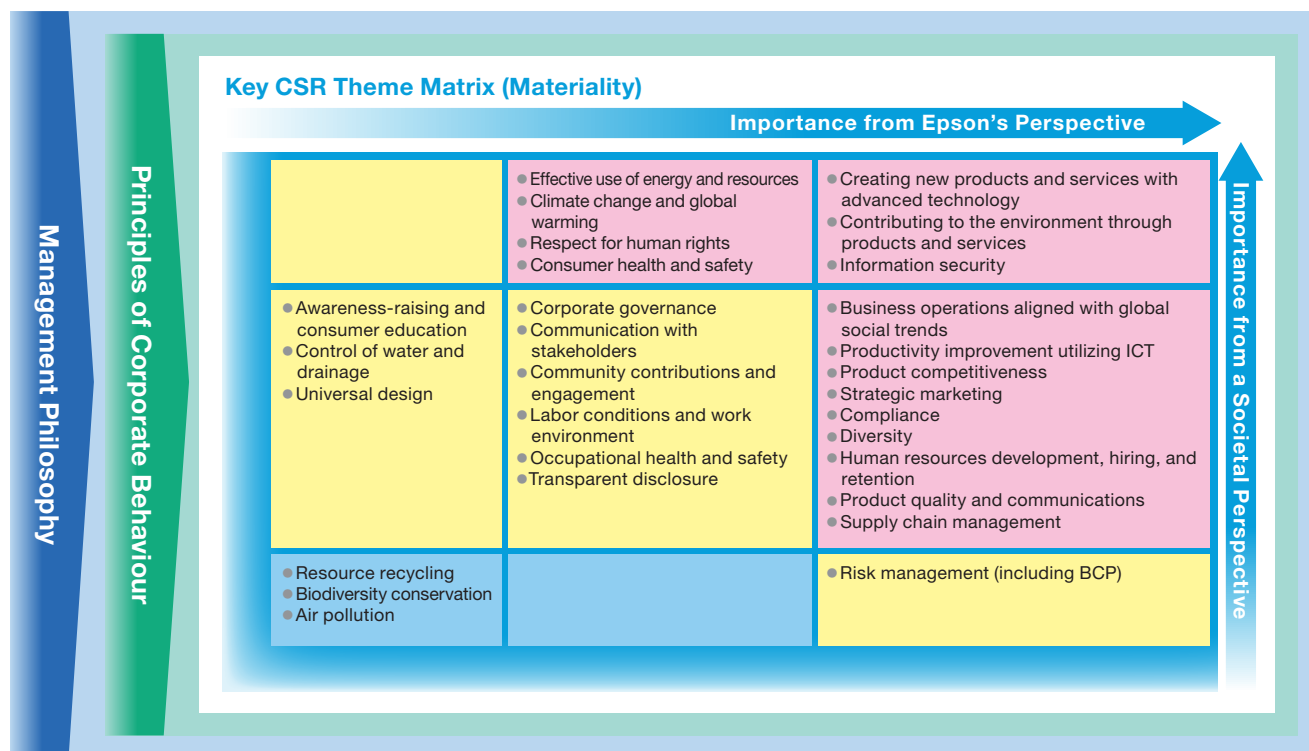 Management Philosophy
Principles of Corporate Behaviour
Key CSR Theme Matrix (Materiality)
Importance from Epson's Perspective
Importance from a Societal Perspective
● Effective use of energy and resources
● Climate change and global
warming
● Respect for human rights
● Consumer health and safety
● Creating new products and services with
advanced technology
● Contributing to the environment through
products and services
● Information security
● Awareness-raising and
consumer education
● Control of water and
drainage
● Universal design
● Corporate governance
● Communication with
stakeholders
● Community contributions and
engagement
● Labor conditions and work
environment
● Occupational health and safety
● Transparent disclosure
● Business operations aligned with global
social trends
● Productivity improvement utilizing ICT
● Product competitiveness
● Strategic marketing
● Compliance
● Diversity
● Human resources development, hiring, and
retention
● Product quality and communications
● Supply chain management
● Resource recycling
● Biodiversity conservation
● Air pollution
● Risk management (including BCP)